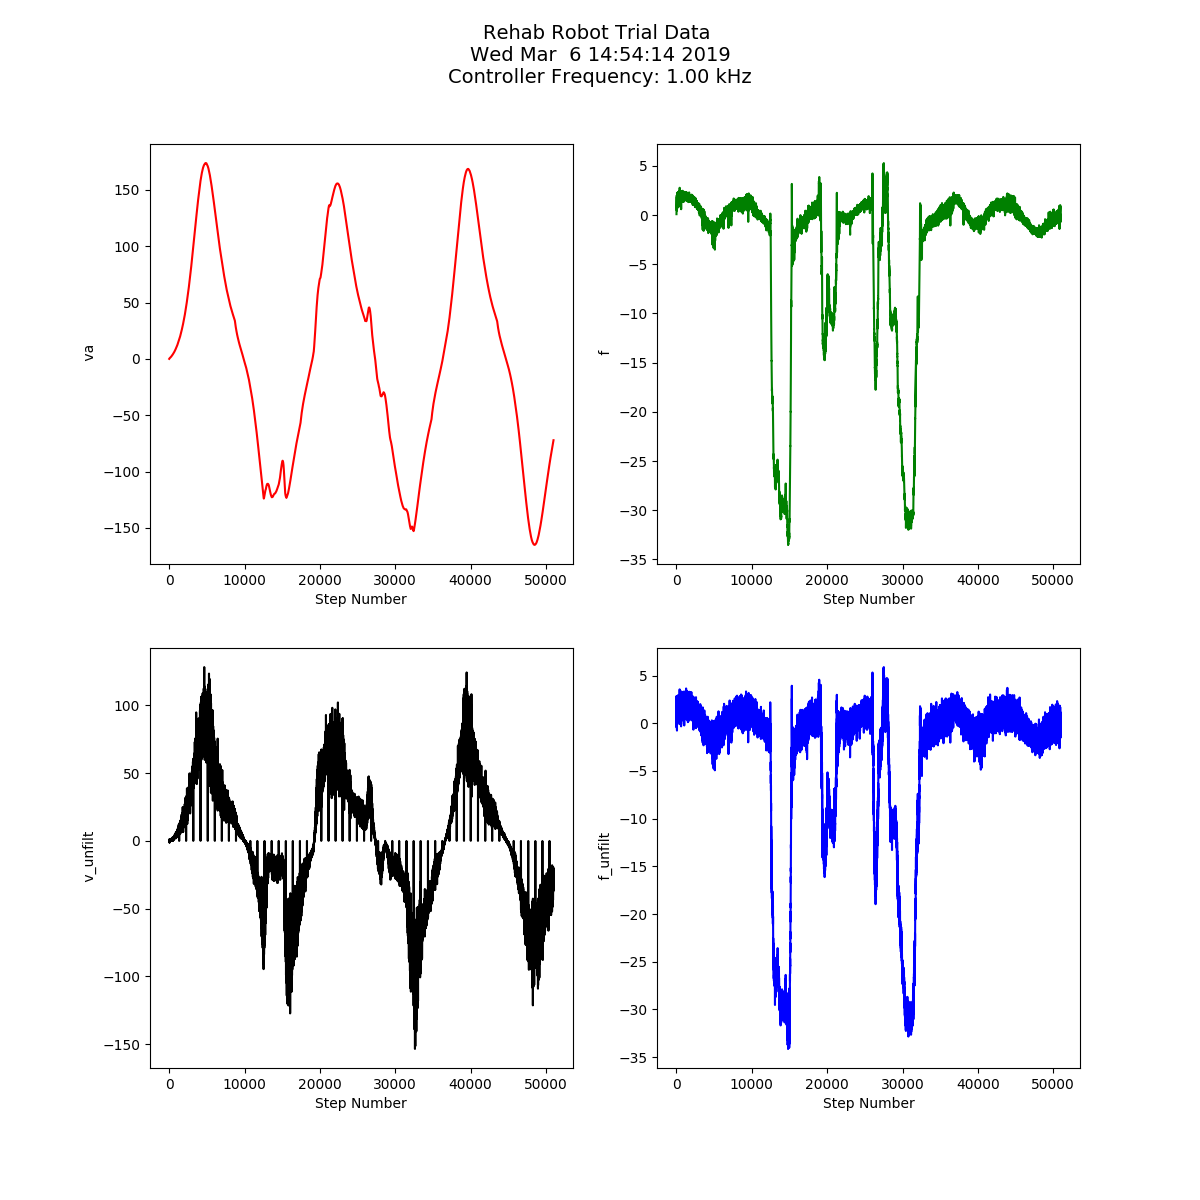 Rehab Robot Trial Data
Wed Mar  6 14:54:14 2019
Controller Frequency: 1.00 kHz
va
150
100
50
0
−50
−100
−150
0 10000 20000 30000 40000 50000
Step Number
f
5
0
−5
−10
−15
−20
−25
−30
−35
0 10000 20000 30000 40000 50000
Step Number
v_unfilt
100
50
0
−50
−100
−150
0 10000 20000 30000 40000 50000
Step Number
f_unfilt
5
0
−5
−10
−15
−20
−25
−30
−35
0 10000 20000 30000 40000 50000
Step Number